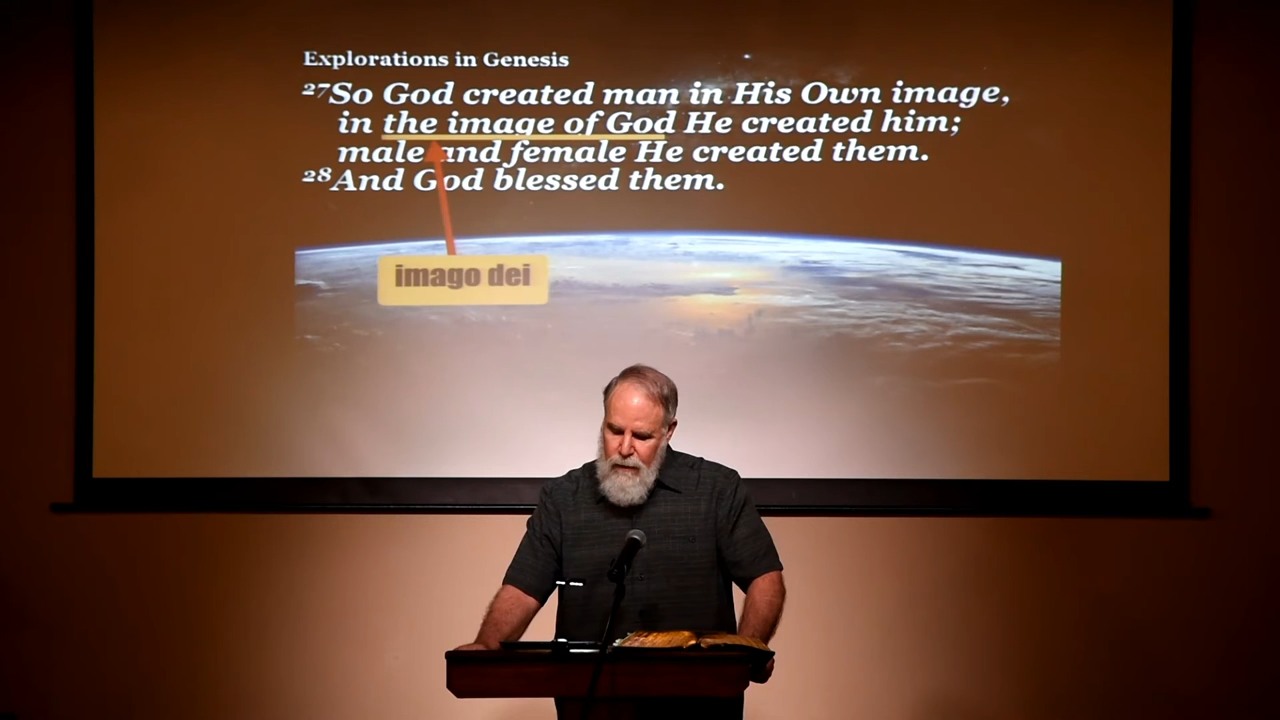 Explorations in Genesis
27So God created man in His Own image,
in the image of God He created him;
male and female He created them.
28And God blessed them.
imago dei